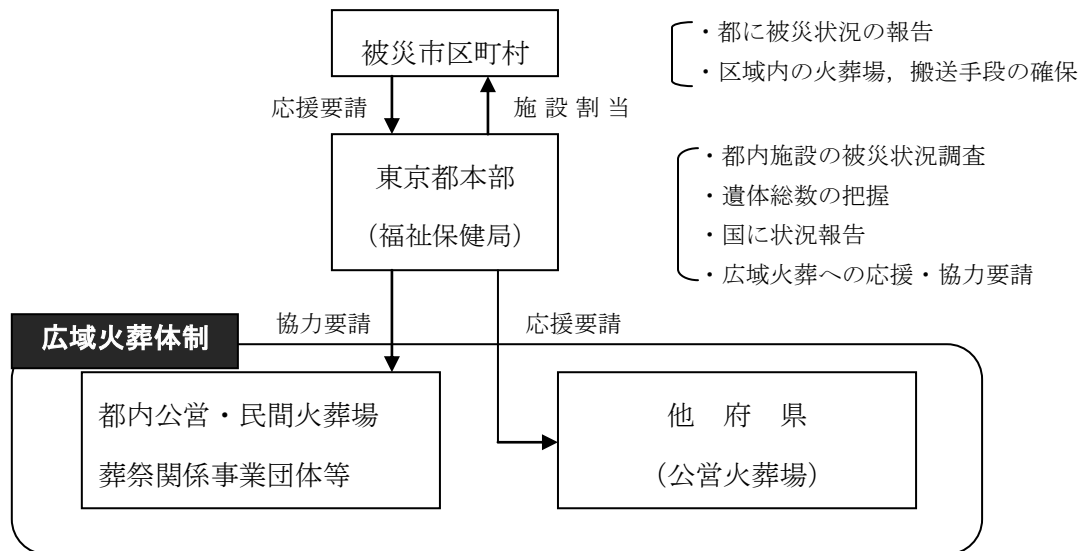 被災市区町村
・都に被災状況の報告
・区域内の火葬場，搬送手段の確保
応援要請
施設割当
東京都本部
（福祉保健局）
・都内施設の被災状況調査
・遺体総数の把握
・国に状況報告
・広域火葬への応援・協力要請
協力要請
応援要請
広域火葬体制
都内公営・民間火葬場
葬祭関係事業団体等
他　府　県
（公営火葬場）